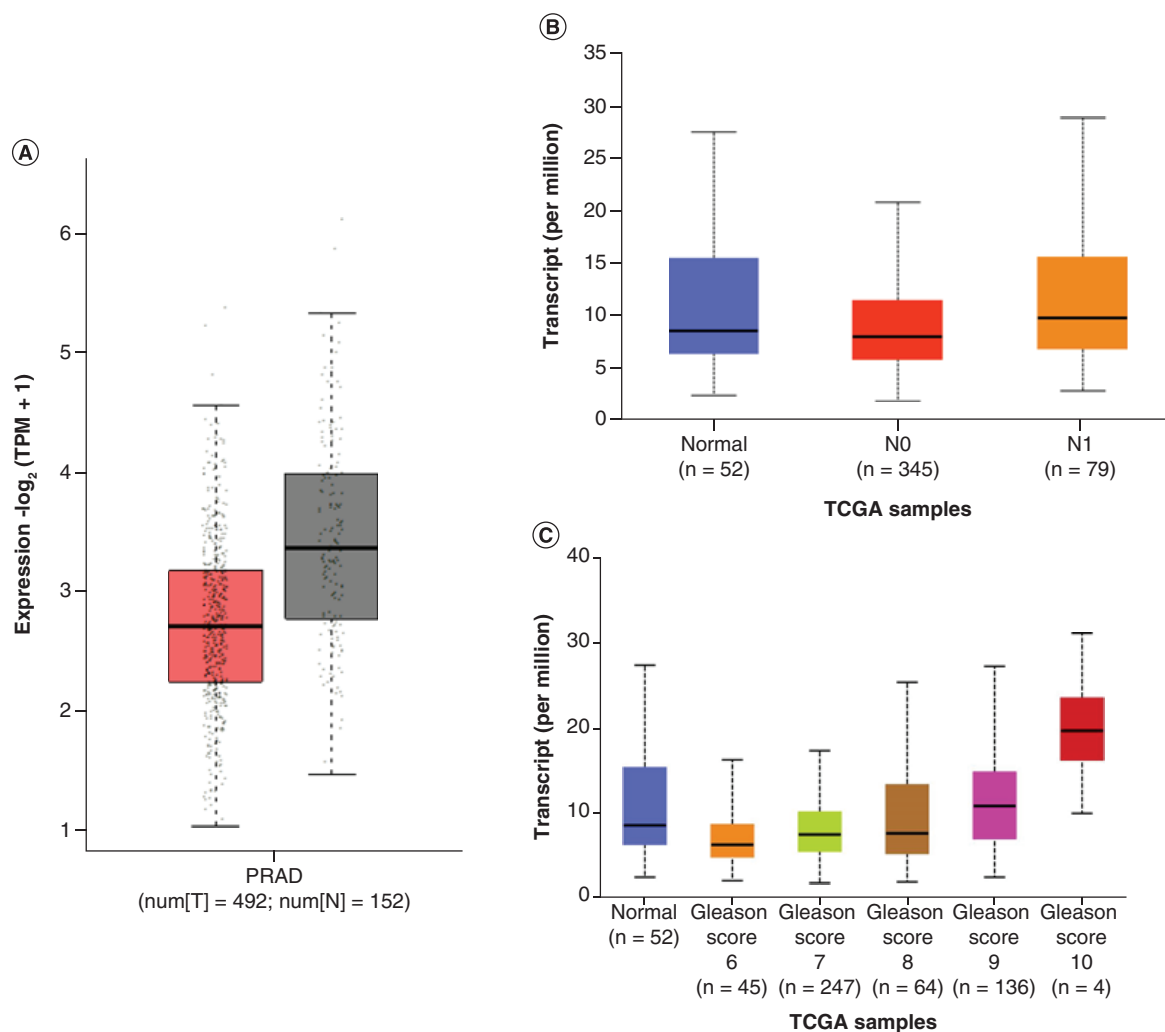 A
Expression -log2 (TPM + 1)
6
5
4
3
2
1
PRAD
(num[T] = 492; num[N] = 152)
B
Transcript (per million)
35
30
25
20
15
10
5
0
Normal
(n = 52)
N0
(n = 345)
N1
(n = 79)
TCGA samples
C
Transcript (per million)
40
30
20
10
0
Normal
(n = 52)
Gleason
score
6
(n = 45)
Gleason
score
7
(n = 247)
Gleason
score
8
(n = 64)
Gleason
score
9
(n = 136)
Gleason
score
10
(n = 4)
TCGA samples